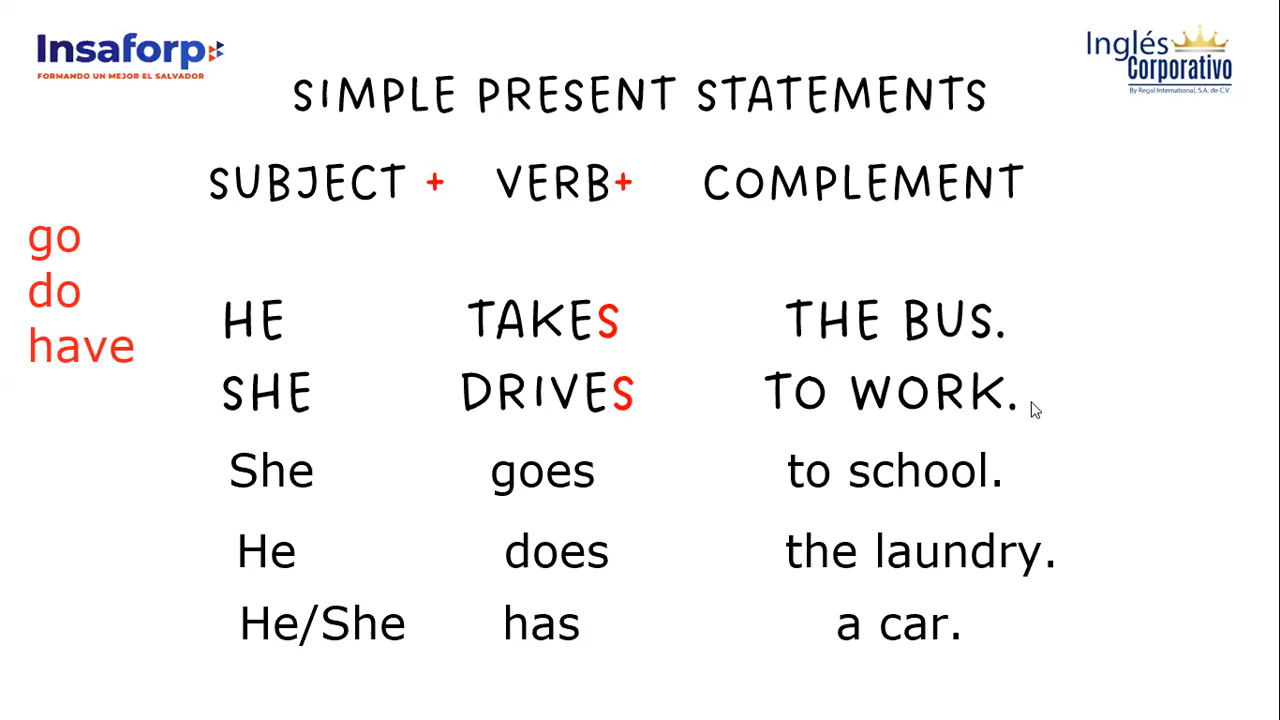 Insaforp
FORMANDO UN MEJOR EL SALVADOR
Inglés
Corporativo
By Regal International, S.A. de C.V.
SIMPLE PRESENT STATEMENTS
SUBJECT + VERB+ COMPLEMENT
go
do
have
HE TAKES THE BUS.
SHE DRIVES TO WORK.
She goes to school.
He does the laundry.
He/She has a car.